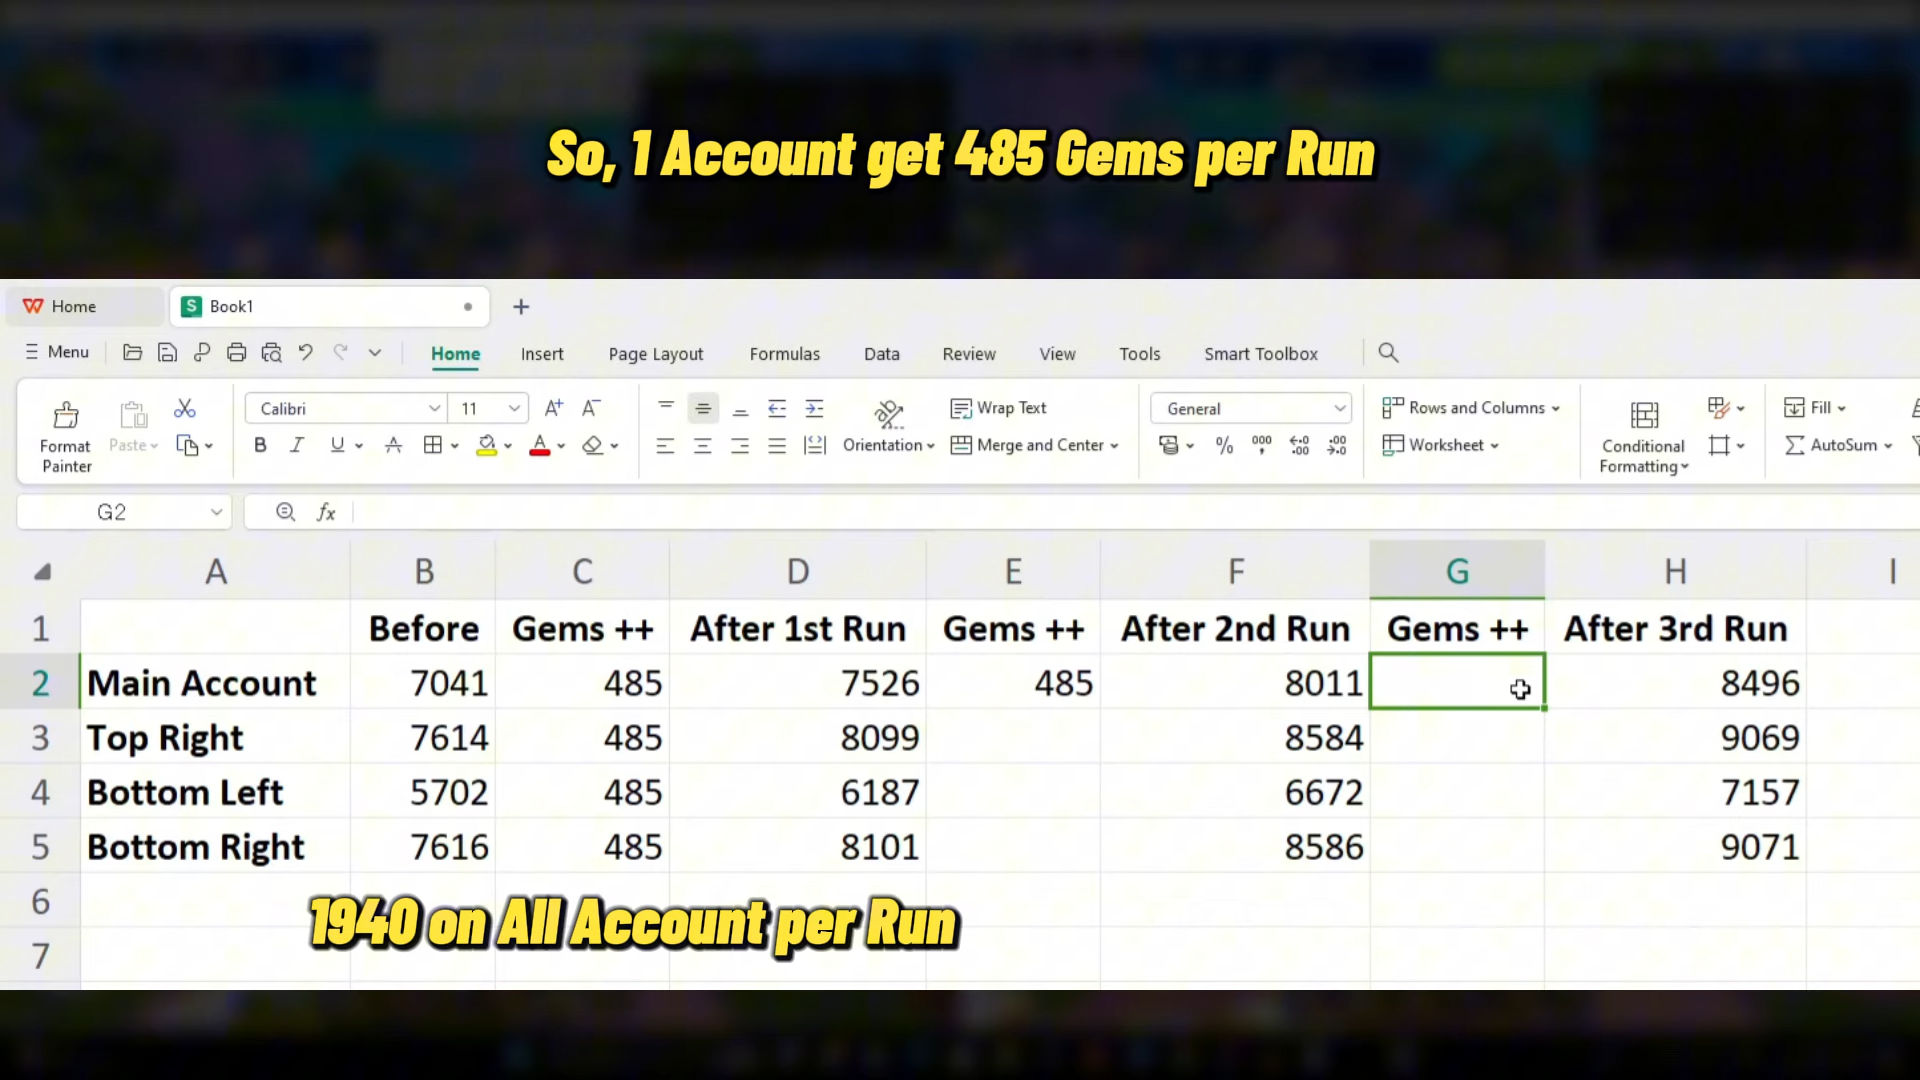 So, 1 Account get 485 Gems per Run
Home
S Book1
Menu
Home Insert Page Layout Formulas Data Review View Tools Smart Toolbox
Format Painter
Paste
Calibri 11 A+ A-
B I U A A
Orientation
Wrap Text
Merge and Center
General
% 000 ,
Rows and Columns
Worksheet
Conditional Formatting
Fill
AutoSum
G2 fx
A B C D E F G H I
1 Before Gems ++ After 1st Run Gems ++ After 2nd Run Gems ++ After 3rd Run
2 Main Account 7041 485 7526 485 8011 8496
3 Top Right 7614 485 8099 8584 9069
4 Bottom Left 5702 485 6187 6672 7157
5 Bottom Right 7616 485 8101 8586 9071
6
1940 on All Account per Run
7